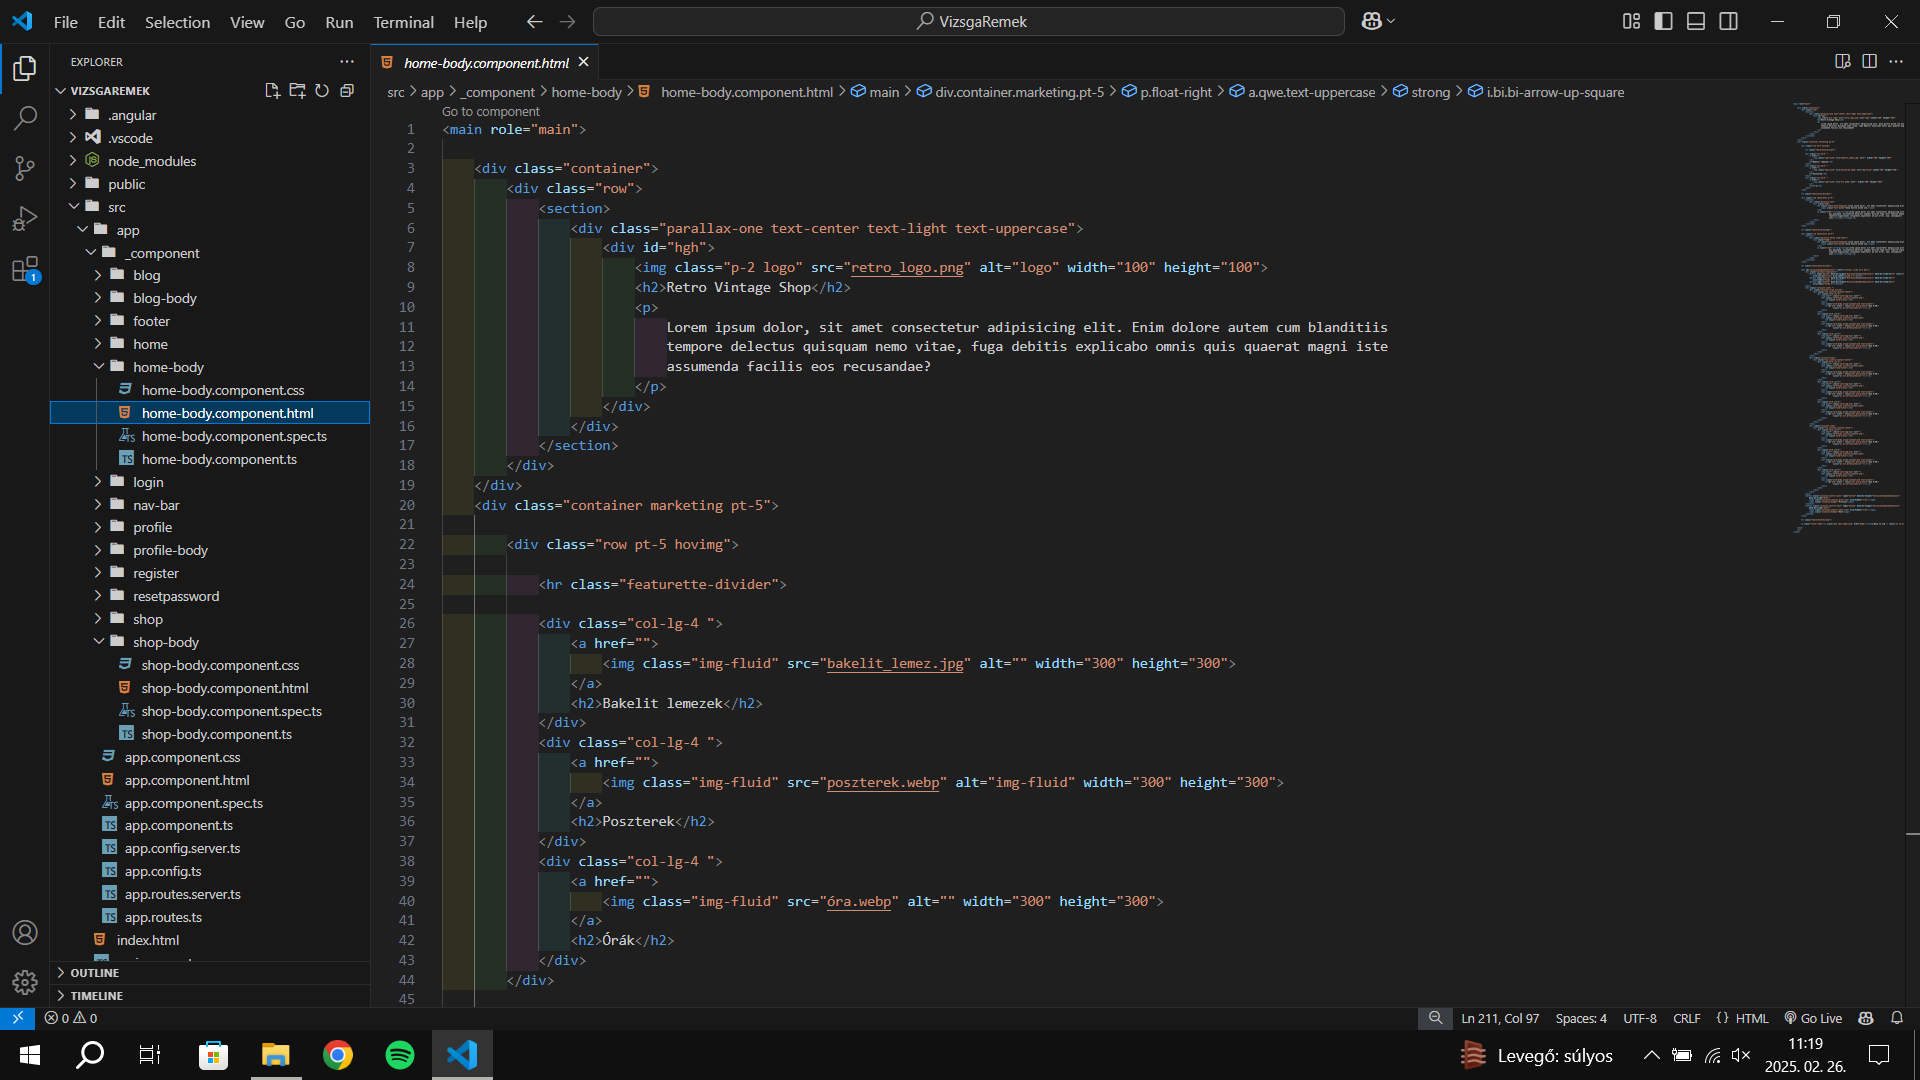 File Edit Selection View Go Run Terminal Help
VizsgaRemek
EXPLORER
VIZSGAREMEK
.angular
.vscode
node_modules
public
src
app
_component
blog
blog-body
footer
home
home-body
home-body.component.css
home-body.component.html
home-body.component.spec.ts
home-body.component.ts
login
nav-bar
profile
profile-body
register
resetpassword
shop
shop-body
shop-body.component.css
shop-body.component.html
shop-body.component.spec.ts
shop-body.component.ts
app.component.css
app.component.html
app.component.spec.ts
app.component.ts
app.config.server.ts
app.config.ts
app.routes.server.ts
app.routes.ts
index.html
OUTLINE
TIMELINE
home-body.component.html
src > app > _component > home-body > home-body.component.html > main > div.container.marketing.pt-5 > p.float-right > a.qwe.text-uppercase > strong > i.bi.bi-arrow-up-square
Go to component
1 <main role="main">
2
3 <div class="container">
4 <div class="row">
5 <section>
6 <div class="parallax-one text-center text-light text-uppercase">
7 <div id="hgh">
8 <img class="p-2 logo" src="retro_logo.png" alt="logo" width="100" height="100">
9 <h2>Retro Vintage Shop</h2>
10 <p>
11 Lorem ipsum dolor, sit amet consectetur adipisicing elit. Enim dolore autem cum blanditiis
12 tempore delectus quisquam nemo vitae, fuga debitis explicabo omnis quis quaerat magni iste
13 assumenda facilis eos recusandae?
14 </p>
15 </div>
16 </div>
17 </section>
18 </div>
19 </div>
20 <div class="container marketing pt-5">
21
22 <div class="row pt-5 hovimg">
23
24 <hr class="featurette-divider">
25
26 <div class="col-lg-4 ">
27 <a href="">
28 <img class="img-fluid" src="bakelit_lemez.jpg" alt="" width="300" height="300">
29 </a>
30 <h2>Bakelit lemezek</h2>
31 </div>
32 <div class="col-lg-4 ">
33 <a href="">
34 <img class="img-fluid" src="poszterek.webp" alt="img-fluid" width="300" height="300">
35 </a>
36 <h2>Poszterek</h2>
37 </div>
38 <div class="col-lg-4 ">
39 <a href="">
40 <img class="img-fluid" src="óra.webp" alt="" width="300" height="300">
41 </a>
42 <h2>Órák</h2>
43 </div>
44 </div>
45
1
0 0
Ln 211, Col 97 Spaces: 4 UTF-8 CRLF {} HTML Go Live
Levegő: súlyos
11:19
2025. 02. 26.